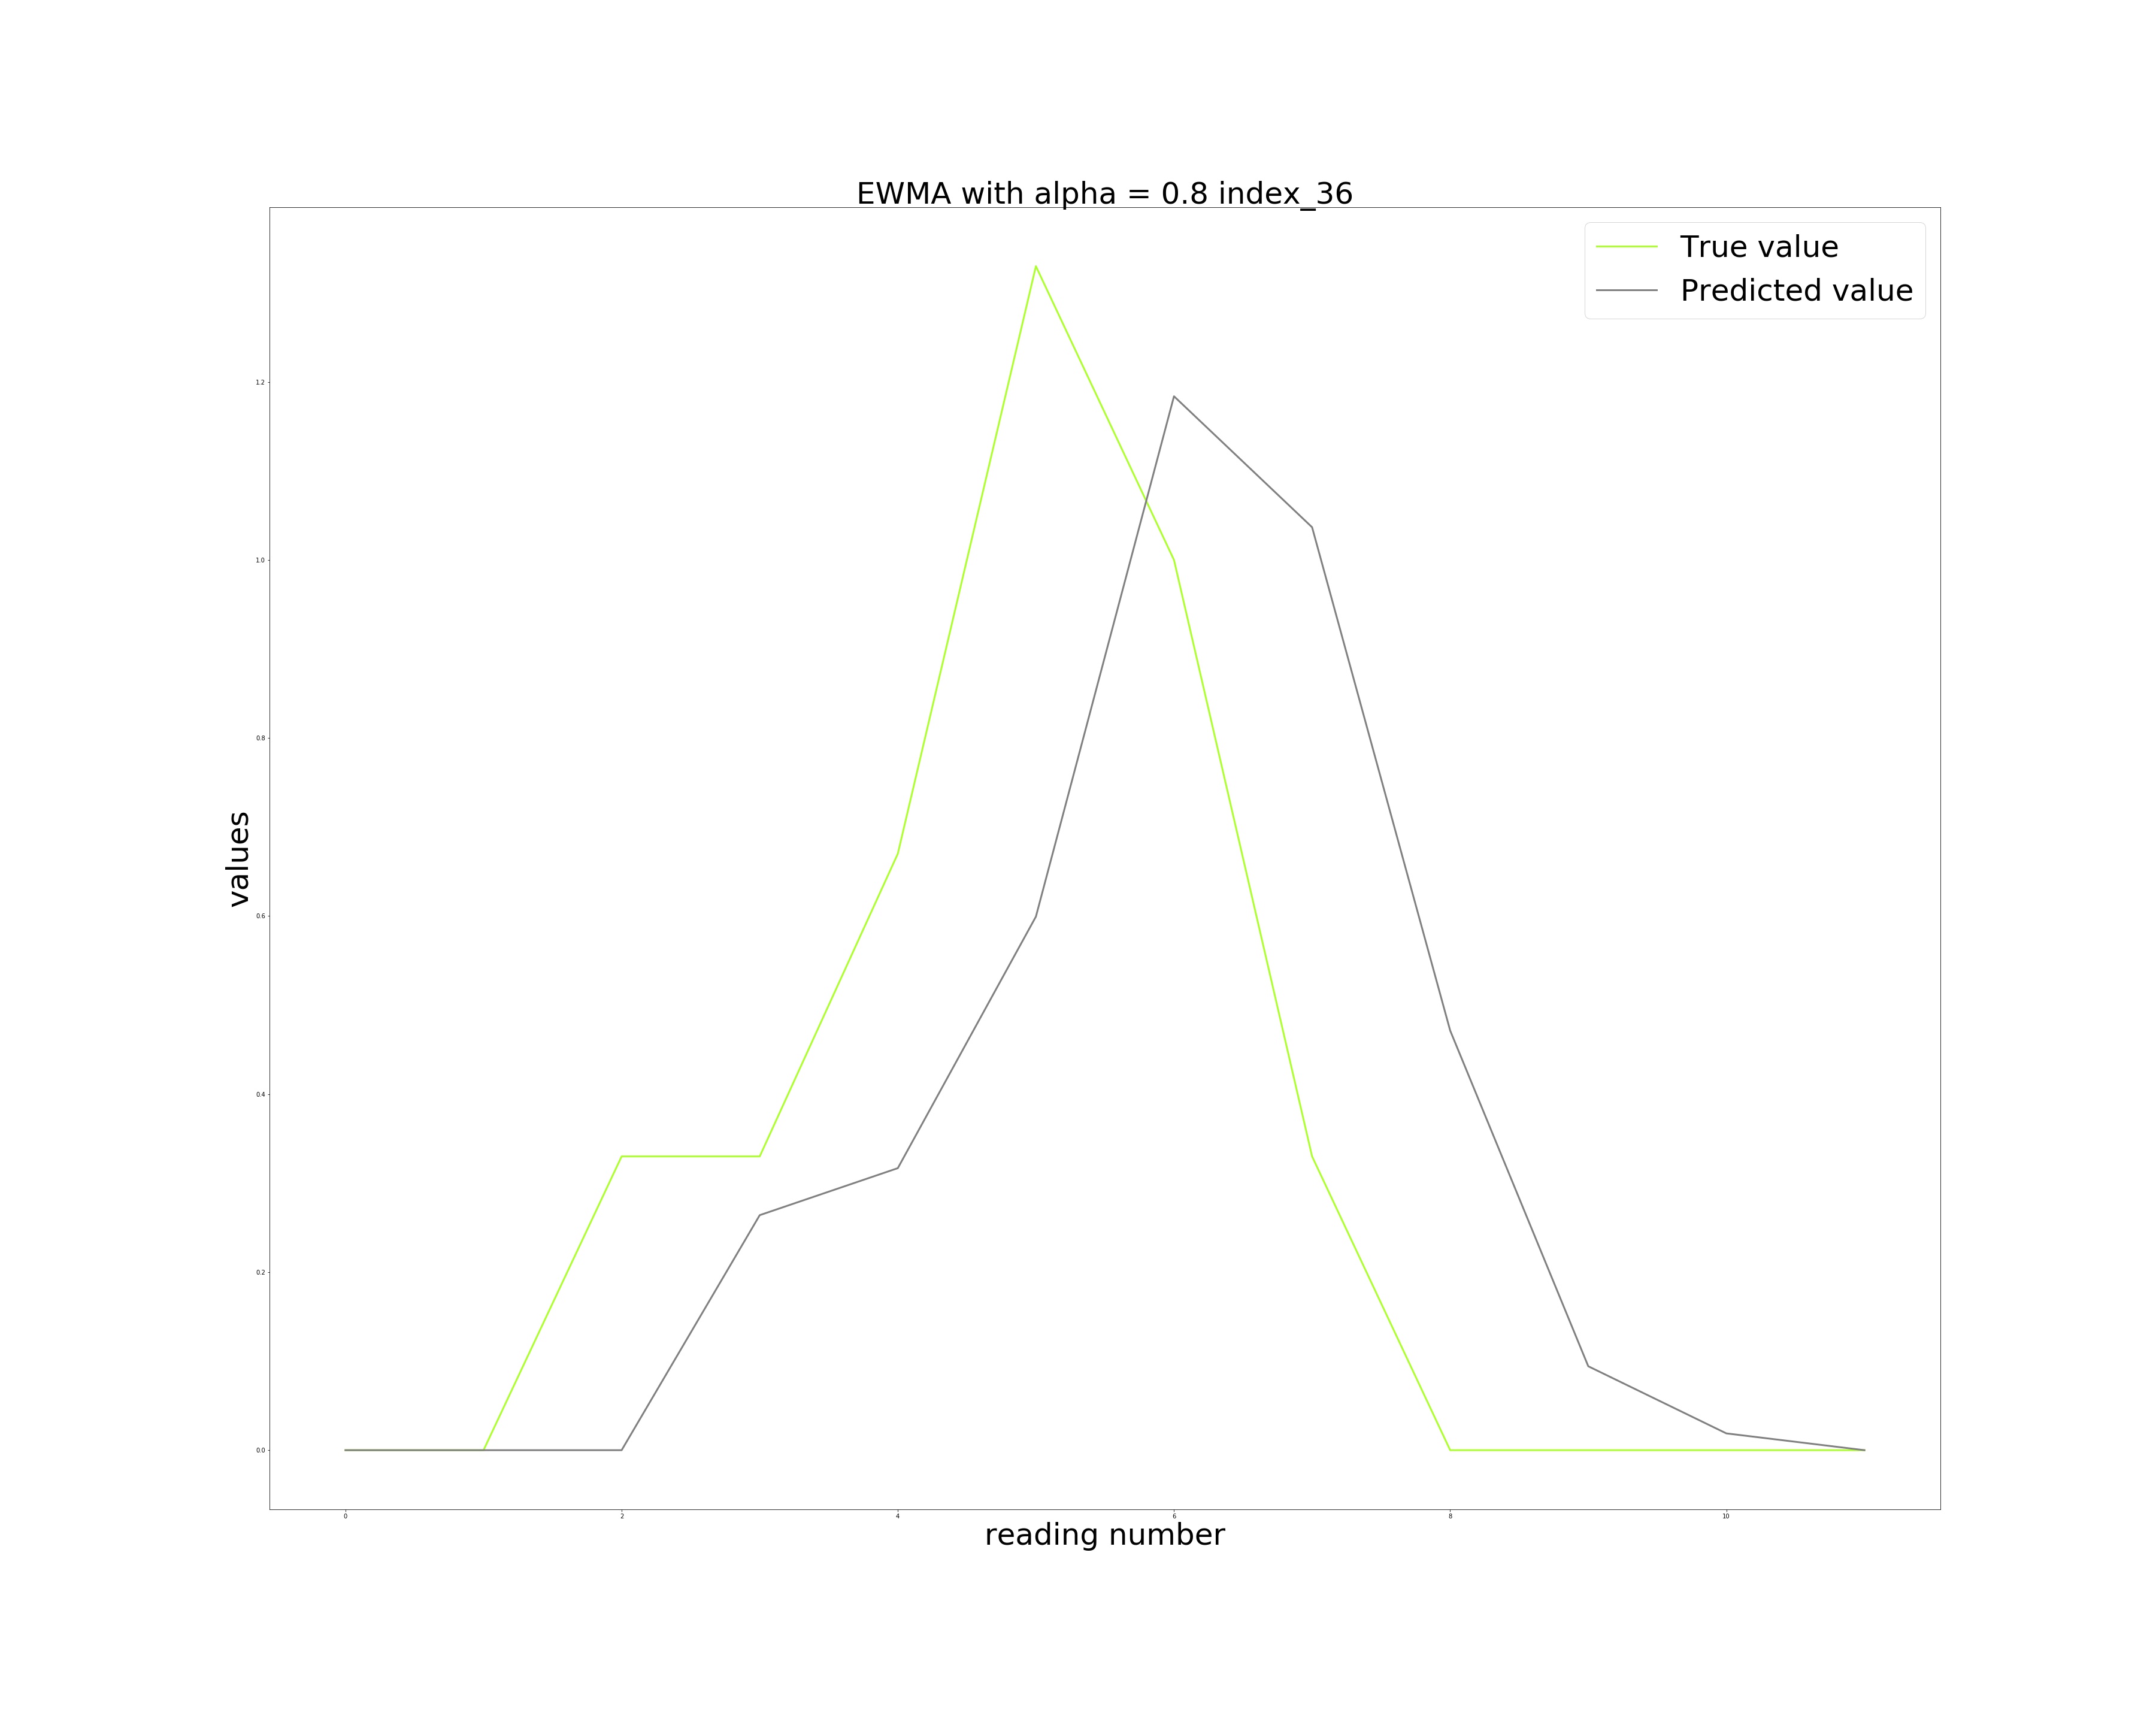 EWMA with alpha = 0.8 index_36
True value
Predicted value
values
1.2
1.0
0.8
0.6
0.4
0.2
0.0
0 2 4 6 8 10
reading number